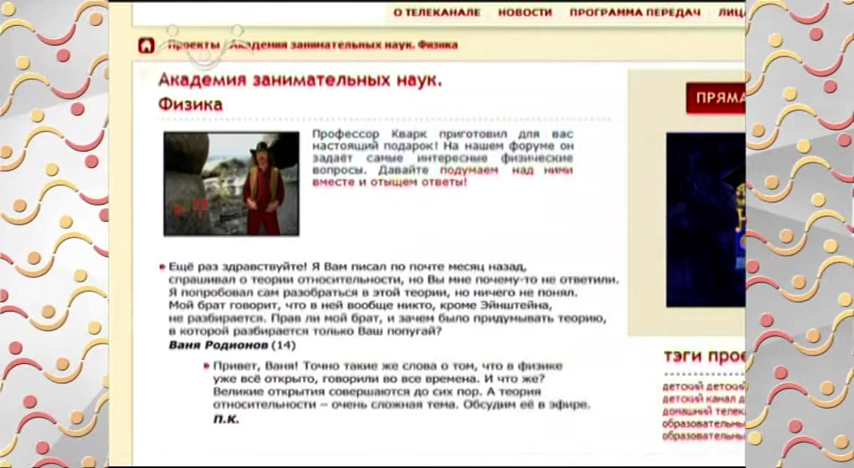 О ТЕЛЕКАНАЛЕ НОВОСТИ ПРОГРАММА ПЕРЕДАЧ
Проекты Академия занимательных наук. Физика
Академия занимательных наук.
Физика
Профессор Кварк приготовил для вас
настоящий подарок! На нашем форуме он
задаёт самые интересные физические
вопросы. Давайте подумаем над ними
вместе и отыщем ответы!
ПРЯМА
Ещё раз здравствуйте! Я Вам писал по почте месяц назад,
спрашивал о теории относительности, но Вы мне почему-то не ответили.
Я попробовал сам разобраться в этой теории, но ничего не понял.
Мой брат говорит, что в ней вообще никто, кроме Эйнштейна,
не разбирается. Прав ли мой брат, и зачем было придумывать теорию,
в которой разбирается только Ваш попугай?
Ваня Родионов (14)
Привет, Ваня! Точно такие же слова о том, что в физике
уже всё открыто, говорили во все времена. И что же?
Великие открытия совершаются до сих пор. А теория
относительности – очень сложная тема. Обсудим её в эфире.
П.К.
тэги прое
детский детский
детский канал д
домашний телек
образовательны
образовательны